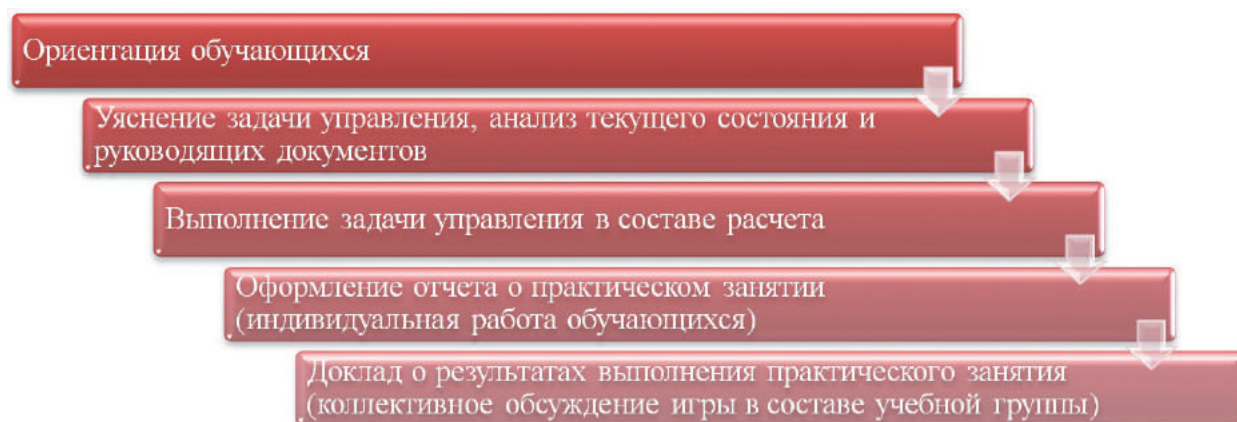 Ориентация обучающихся
Уяснение задачи управления, анализ текущего состояния и
руководящих документов
Выполнение задачи управления в составе расчета
Оформление отчета о практическом занятии
(индивидуальная работа обучающихся)
Доклад о результатах выполнения практического занятия
(коллективное обсуждение игры в составе учебной группы)